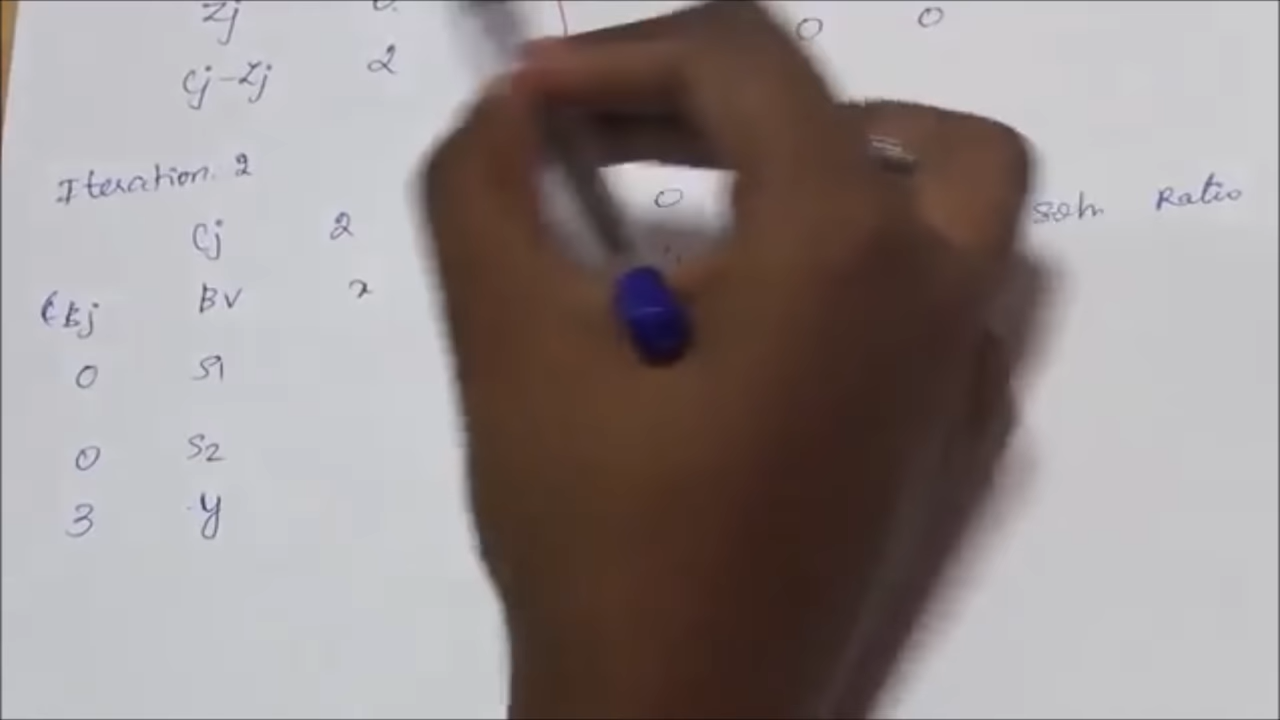 Zj 0 0 0
Cj-Zj 2
Iteration. 2
Cj 2 0 Soln Ratio
CBj BV x
0 S1
0 S2
3 y